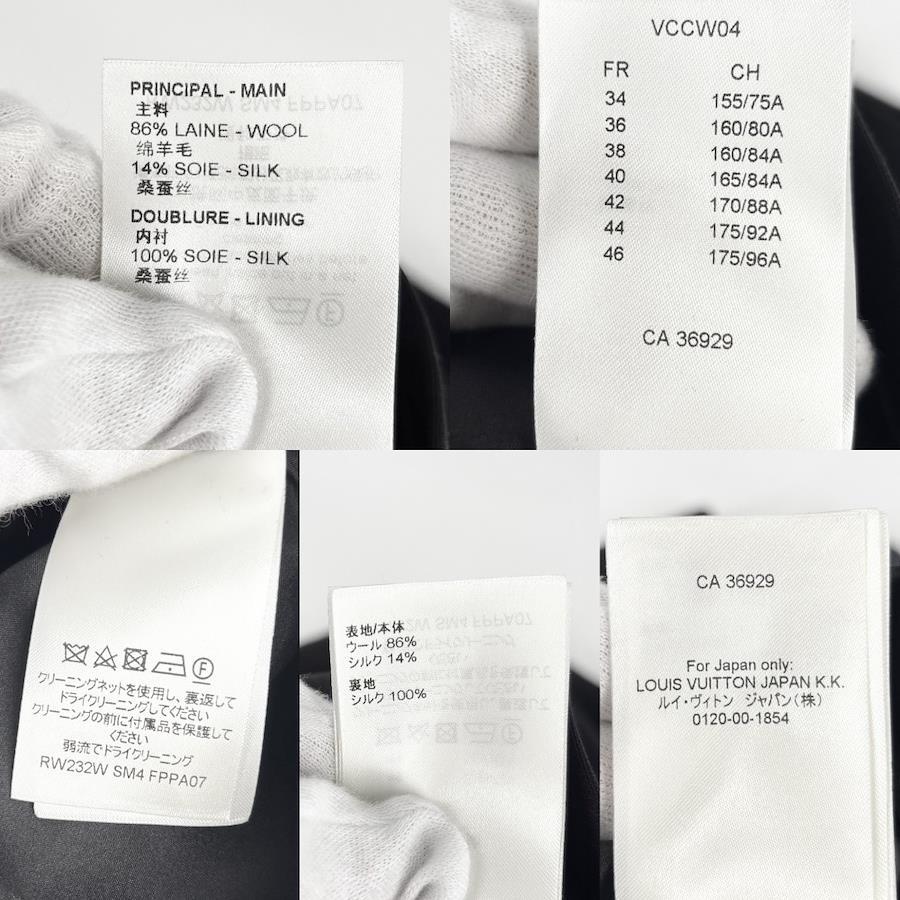 PRINCIPAL - MAIN
主料
86% LAINE - WOOL
绵羊毛
14% SOIE - SILK
桑蚕丝
DOUBLURE - LINING
内衬
100% SOIE - SILK
桑蚕丝
VCCW04
FR CH
34 155/75A
36 160/80A
38 160/84A
40 165/84A
42 170/88A
44 175/92A
46 175/96A
CA 36929
クリーニングネットを使用し、裏返して
ドライクリーニングしてください
クリーニングの前に付属品を保護して
ください
弱流でドライクリーニング
RW232W SM4 FPPA07
表地/本体
ウール 86%
シルク 14%
裏地
シルク 100%
CA 36929
For Japan only:
LOUIS VUITTON JAPAN K.K.
ルイ・ヴィトン ジャパン(株)
0120-00-1854